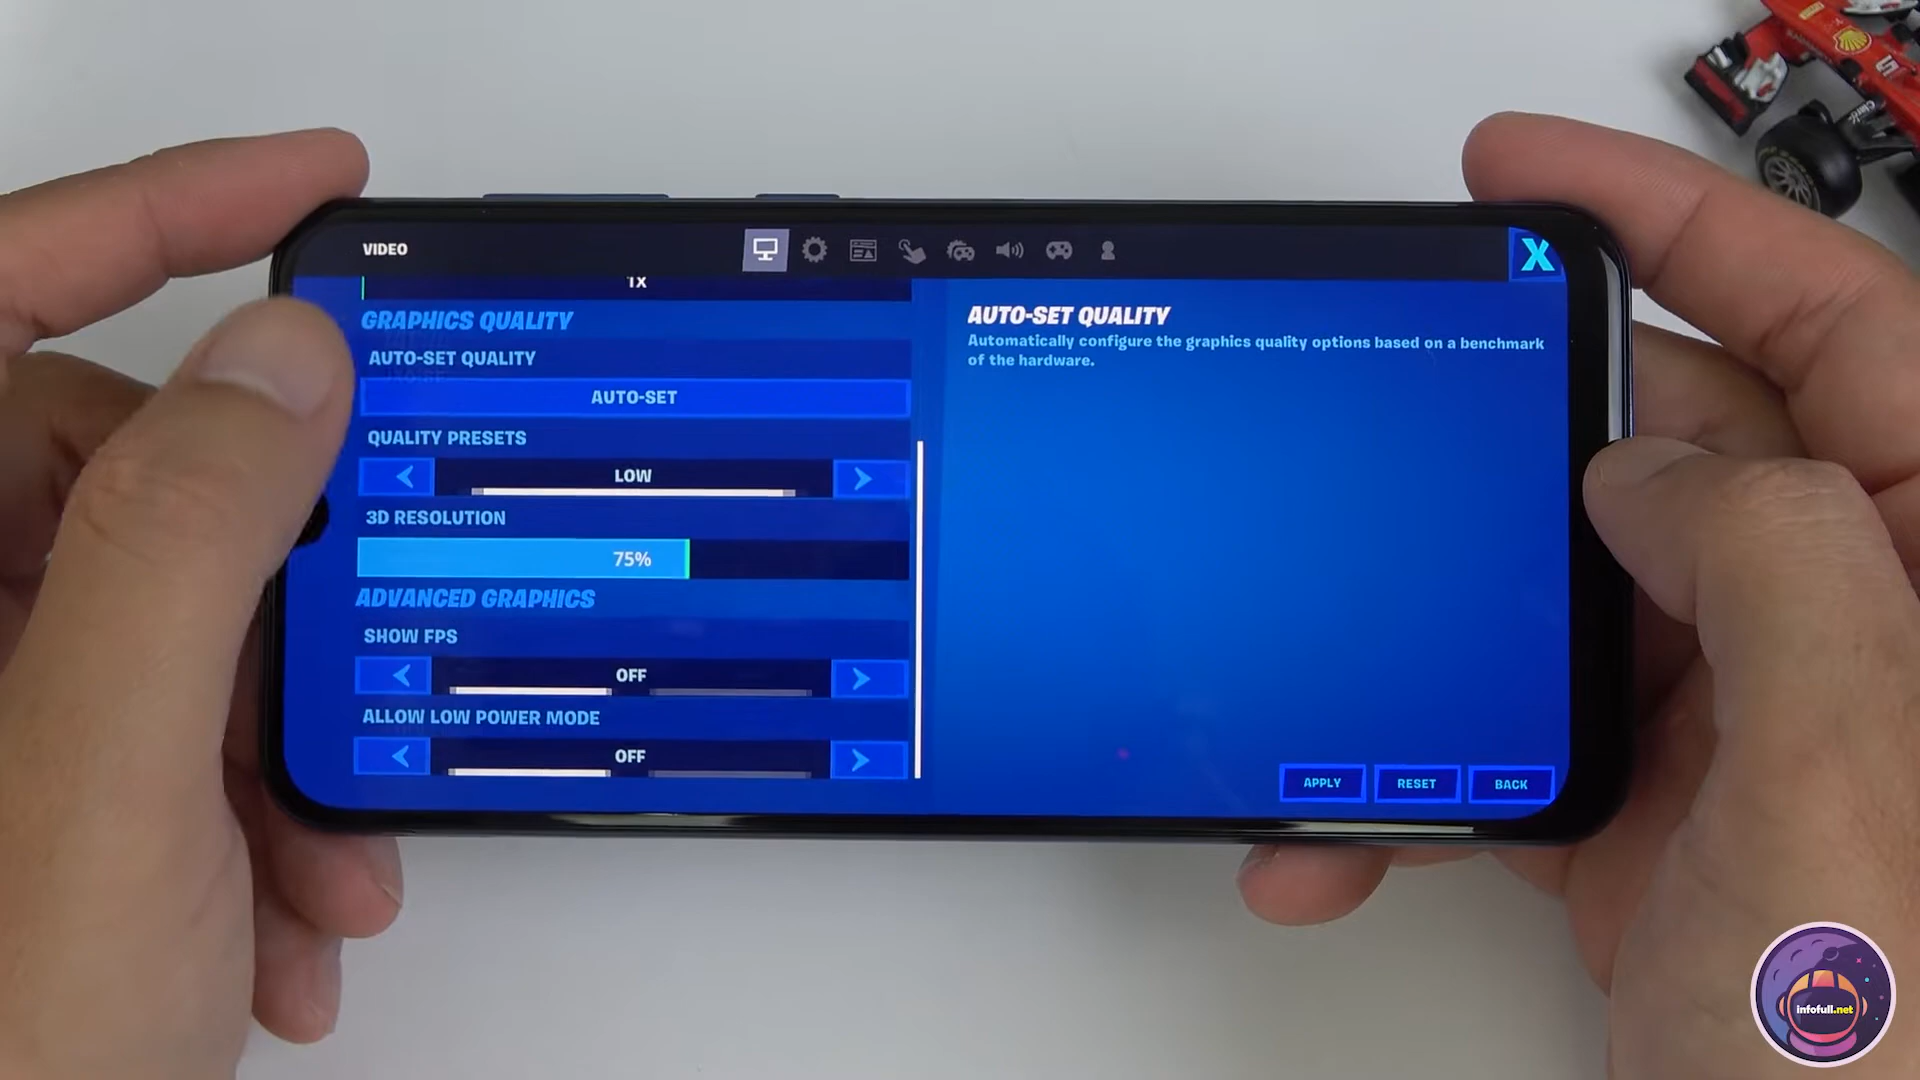 VIDEO
X
1X
GRAPHICS QUALITY
AUTO-SET QUALITY
AUTO-SET
QUALITY PRESETS
LOW
3D RESOLUTION
75%
ADVANCED GRAPHICS
SHOW FPS
OFF
ALLOW LOW POWER MODE
OFF
AUTO-SET QUALITY
Automatically configure the graphics quality options based on a benchmark
of the hardware.
APPLY
RESET
BACK
5
Claro
infofull.net